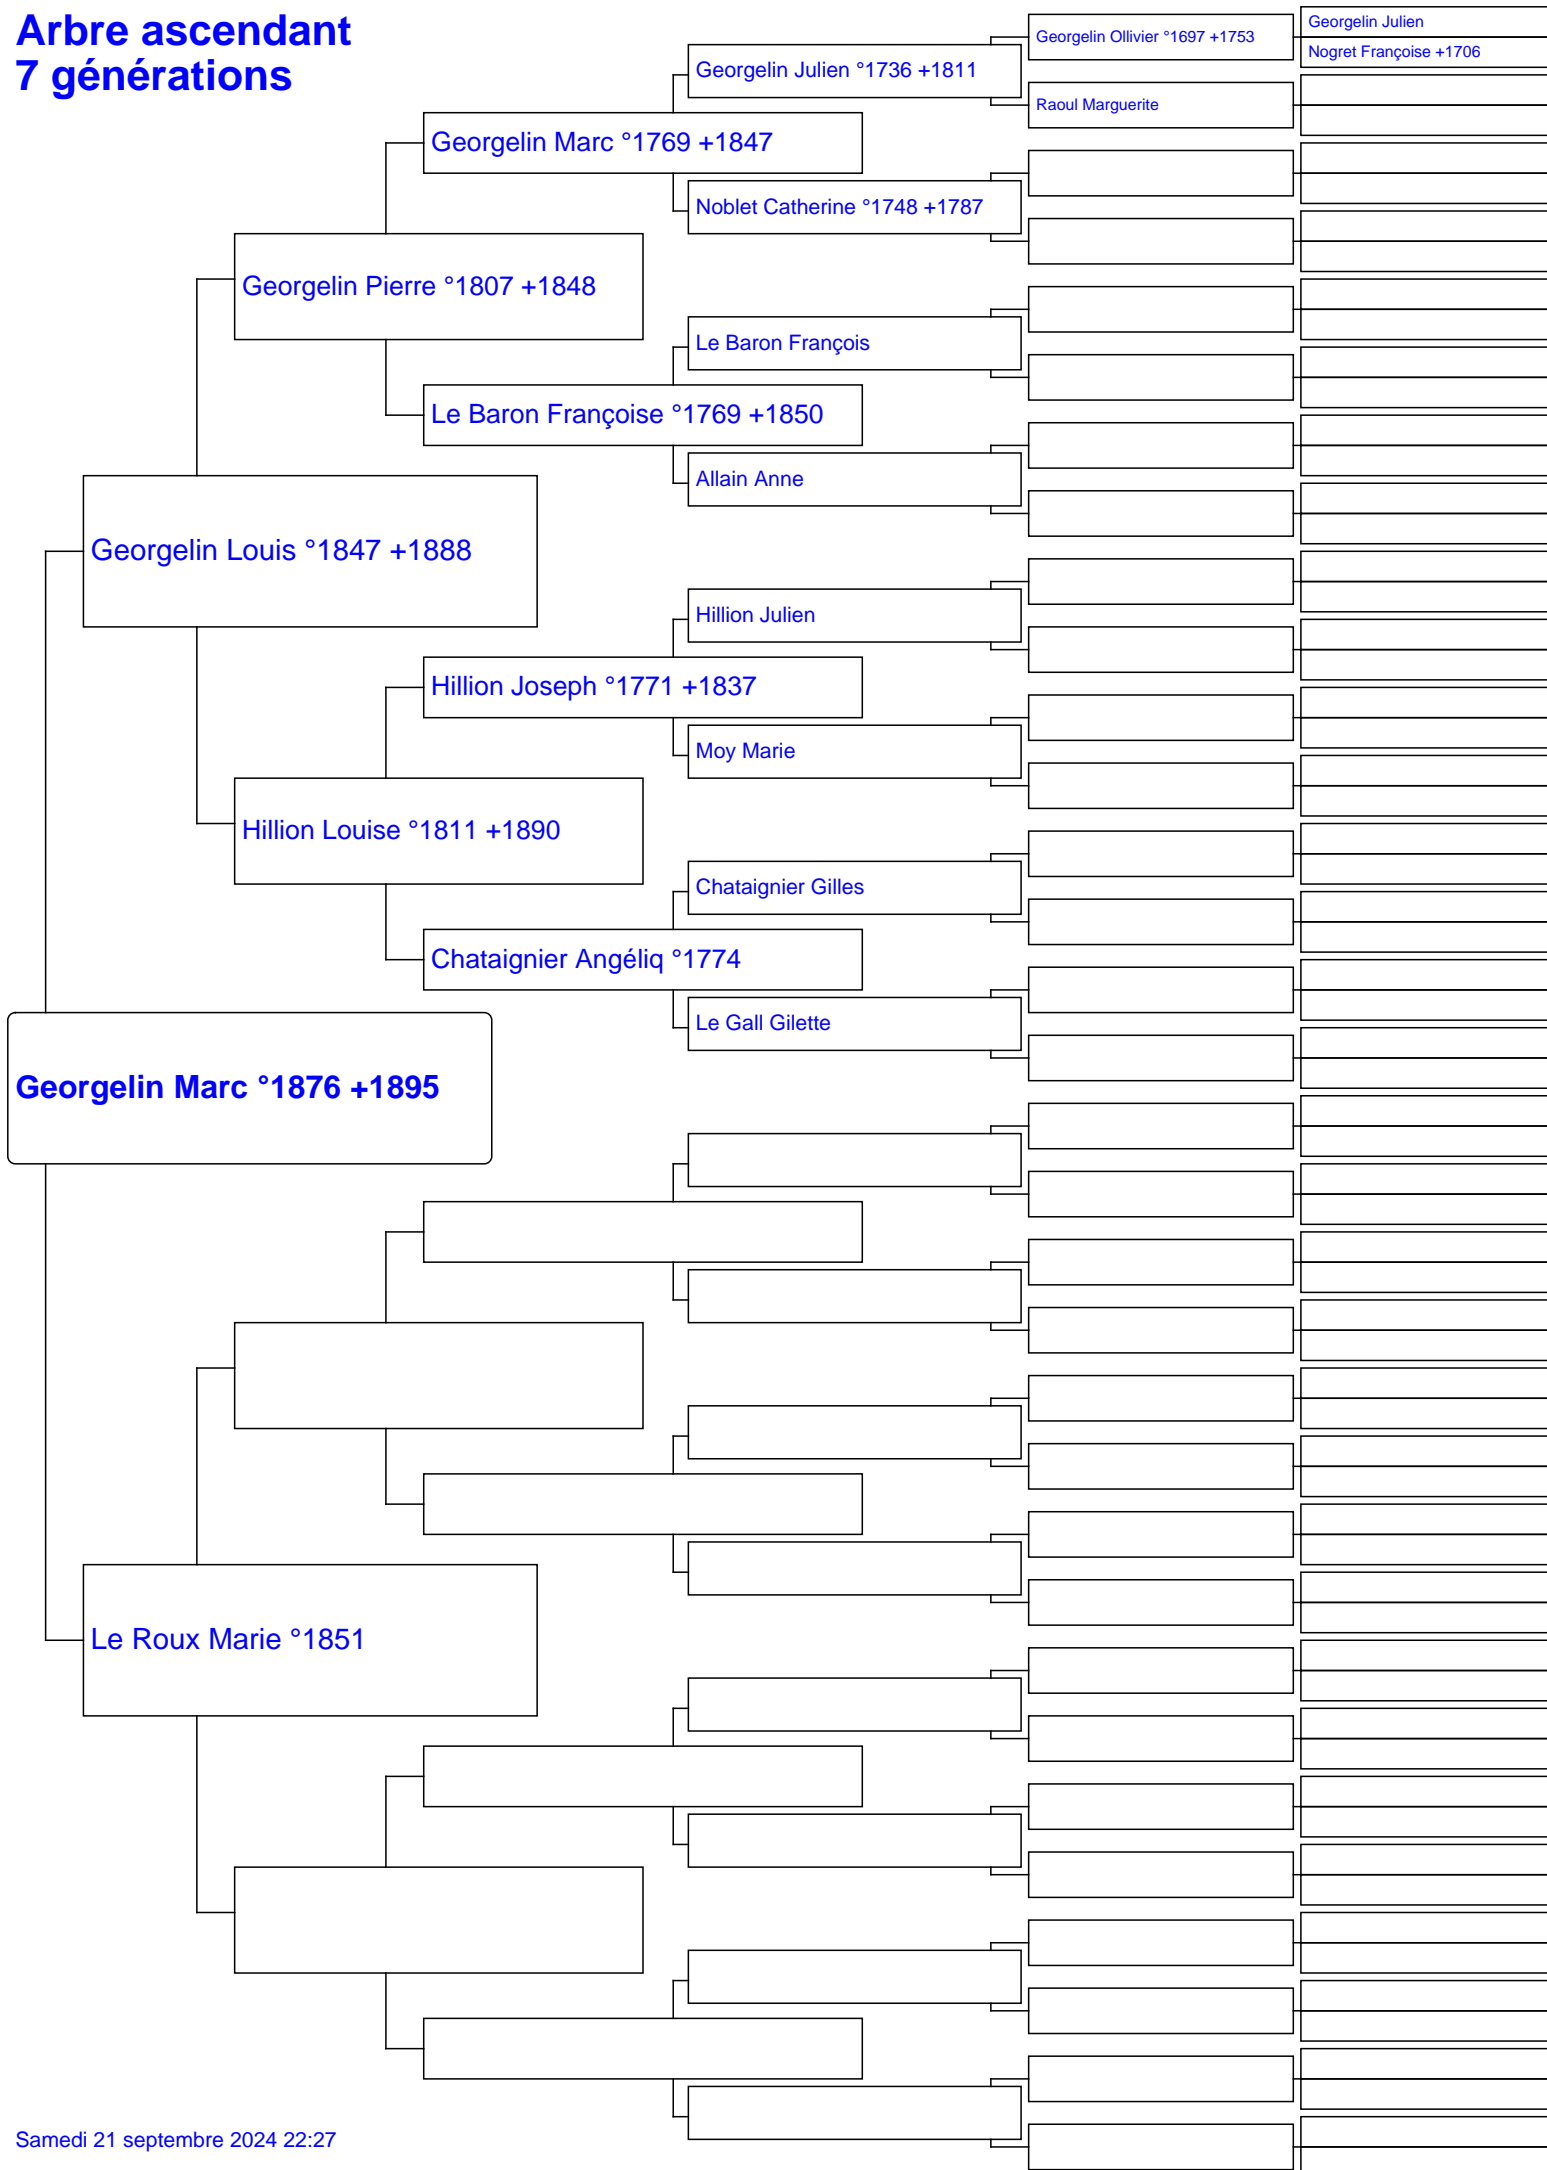 Arbre ascendant
7 générations
Georgelin Julien
Georgelin Ollivier °1697 +1753
Nogret Françoise +1706
Georgelin Julien °1736 +1811
Raoul Marguerite
Georgelin Marc °1769 +1847
Noblet Catherine °1748 +1787
Georgelin Pierre °1807 +1848
Le Baron François
Le Baron Françoise °1769 +1850
Allain Anne
Georgelin Louis °1847 +1888
Hillion Julien
Hillion Joseph °1771 +1837
Moy Marie
Hillion Louise °1811 +1890
Chataignier Gilles
Chataignier Angéliq °1774
Le Gall Gilette
Georgelin Marc °1876 +1895
Le Roux Marie °1851
Samedi 21 septembre 2024 22:27